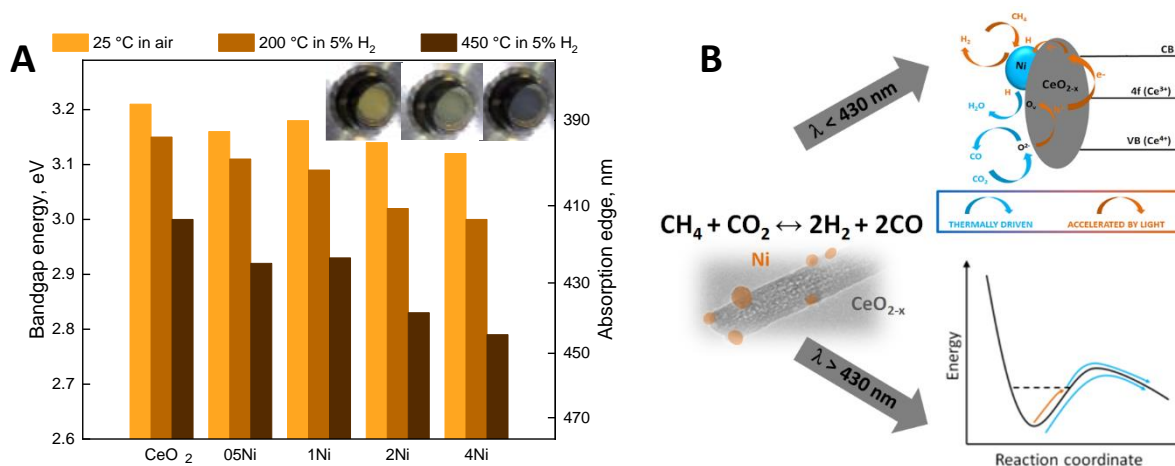 A
25 °C in air
200 °C in 5% H₂
450 °C in 5% H₂
Bandgap energy, eV
3.2
3.1
3.0
2.9
2.8
2.7
2.6
CeO ₂
05Ni
1Ni
2Ni
4Ni
390
410
430
450
470
Absorption edge, nm
B
λ < 430 nm
CH₄
H₂
H
Ni
CeO₂₋ₓ
e-
H
H₂O
O²⁻
CO
CO₂
CB
4f (Ce³⁺)
VB (Ce⁴⁺)
THERMALLY DRIVEN
ACCELERATED BY LIGHT
CH₄ + CO₂ ↔ 2H₂ + 2CO
Ni
CeO₂₋ₓ
λ > 430 nm
Energy
Reaction coordinate